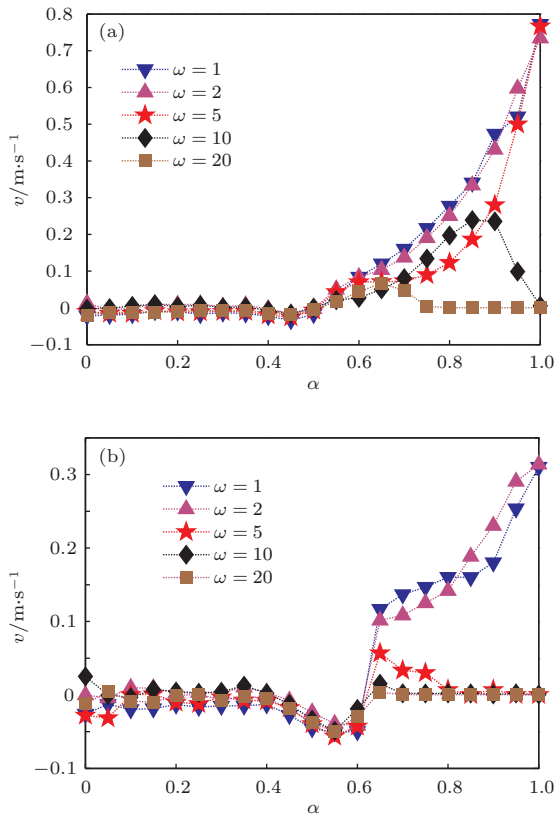 (a)
0.8
0.7
0.6
0.5
0.4
0.3
0.2
0.1
0
−0.1
v/m·s⁻¹
ω = 1
ω = 2
ω = 5
ω = 10
ω = 20
0 0.2 0.4 0.6 0.8 1.0
α
(b)
0.3
0.2
0.1
0
−0.1
v/m·s⁻¹
ω = 1
ω = 2
ω = 5
ω = 10
ω = 20
0 0.2 0.4 0.6 0.8 1.0
α